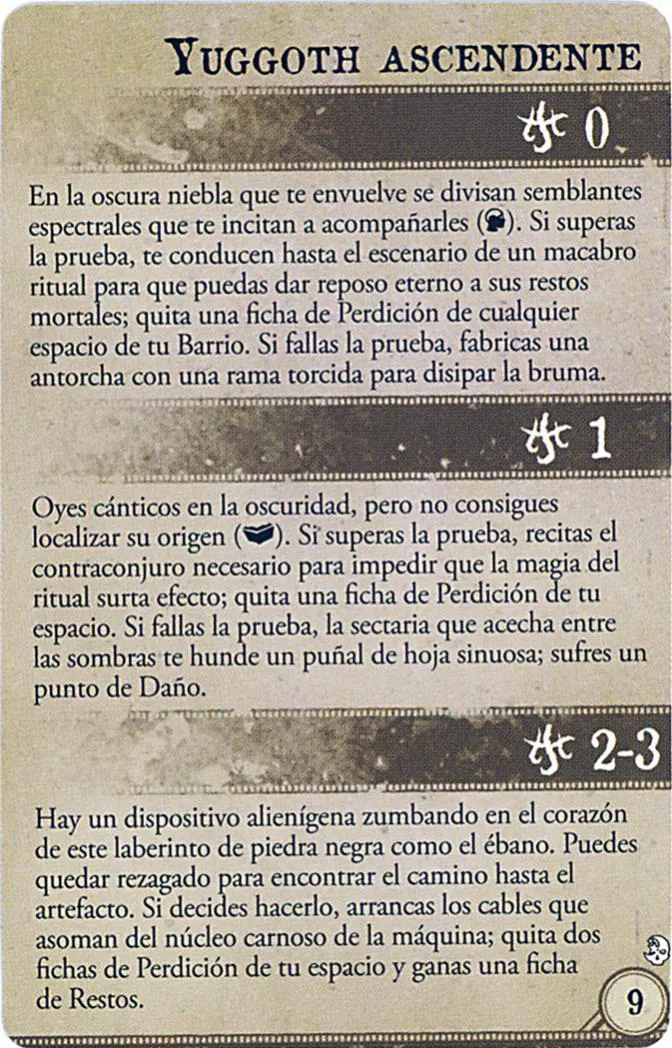 Yuggoth ascendente
0
En la oscura niebla que te envuelve se divisan semblantes
espectrales que te incitan a acompañarles (). Si superas
la prueba, te conducen hasta el escenario de un macabro
ritual para que puedas dar reposo eterno a sus restos
mortales; quita una ficha de Perdición de cualquier
espacio de tu Barrio. Si fallas la prueba, fabricas una
antorcha con una rama torcida para disipar la bruma.
1
Oyes cánticos en la oscuridad, pero no consigues
localizar su origen (). Si superas la prueba, recitas el
contraconjuro necesario para impedir que la magia del
ritual surta efecto; quita una ficha de Perdición de tu
espacio. Si fallas la prueba, la sectaria que acecha entre
las sombras te hunde un puñal de hoja sinuosa; sufres un
punto de Daño.
2-3
Hay un dispositivo alienígena zumbando en el corazón
de este laberinto de piedra negra como el ébano. Puedes
quedar rezagado para encontrar el camino hasta el
artefacto. Si decides hacerlo, arrancas los cables que
asoman del núcleo carnoso de la máquina; quita dos
fichas de Perdición de tu espacio y ganas una ficha
de Restos.
9